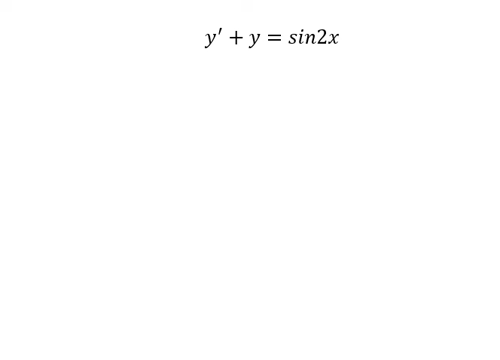 y′ + y = sin2x